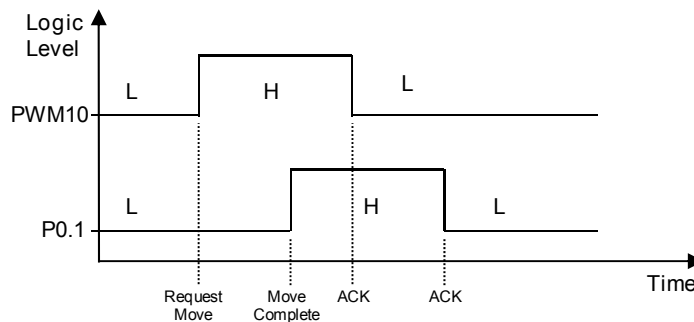 Logic
Level
L
H
L
PWM10
L
H
L
P0.1
Time
Request
Move
Move
Complete
ACK
ACK